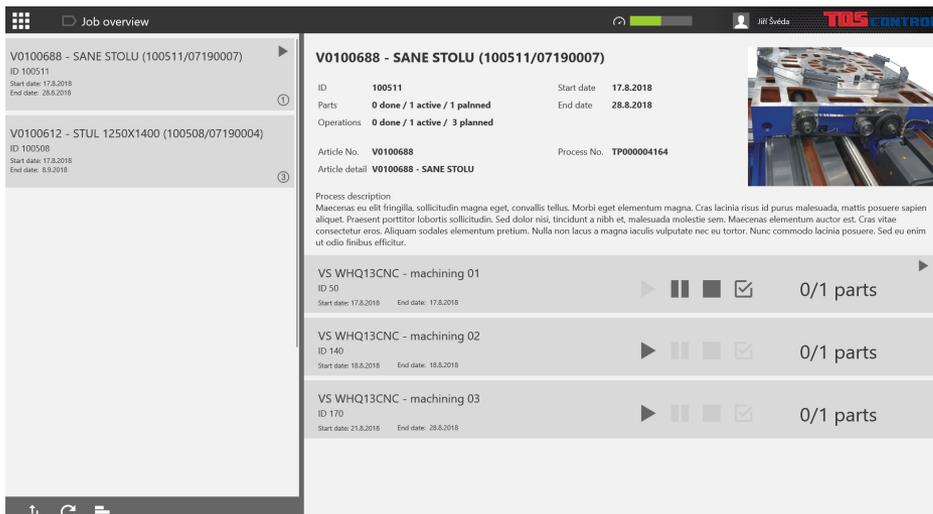 Job overview
Jiří Švéda
TOS CONTROL
V0100688 - SANE STOLU (100511/07190007)
ID 100511
Start date: 17.8.2018
End date: 28.8.2018
1
V0100612 - STUL 1250X1400 (100508/07190004)
ID 100508
Start date: 17.8.2018
End date: 8.9.2018
3
V0100688 - SANE STOLU (100511/07190007)
ID 100511 Start date 17.8.2018
Parts 0 done / 1 active / 1 palnned End date 28.8.2018
Operations 0 done / 1 active / 3 planned
Article No. V0100688 Process No. TP000004164
Article detail V0100688 - SANE STOLU
Process description
Maecenas eu elit fringilla, sollicitudin magna eget, convallis tellus. Morbi eget elementum magna. Cras lacinia risus id purus malesuada, mattis posuere sapien
aliquet. Praesent porttitor lobortis sollicitudin. Sed dolor nisi, tincidunt a nibh et, malesuada molestie sem. Maecenas elementum auctor est. Cras vitae
consectetur eros. Aliquam sodales elementum pretium. Nulla non lacus a magna iaculis vulputate nec eu tortor. Nunc commodo lacinia posuere. Sed eu enim
ut odio finibus efficitur.
VS WHQ13CNC - machining 01
ID 50
Start date: 17.8.2018 End date: 17.8.2018
0/1 parts
VS WHQ13CNC - machining 02
ID 140
Start date: 18.8.2018 End date: 18.8.2018
0/1 parts
VS WHQ13CNC - machining 03
ID 170
Start date: 21.8.2018 End date: 28.8.2018
0/1 parts